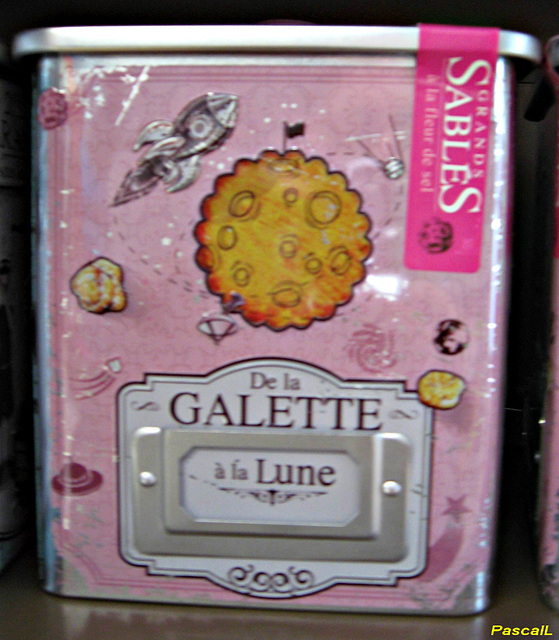 GRANDS
SABLÉS
à la fleur de sel
De la
GALETTE
à la Lune
PascalL